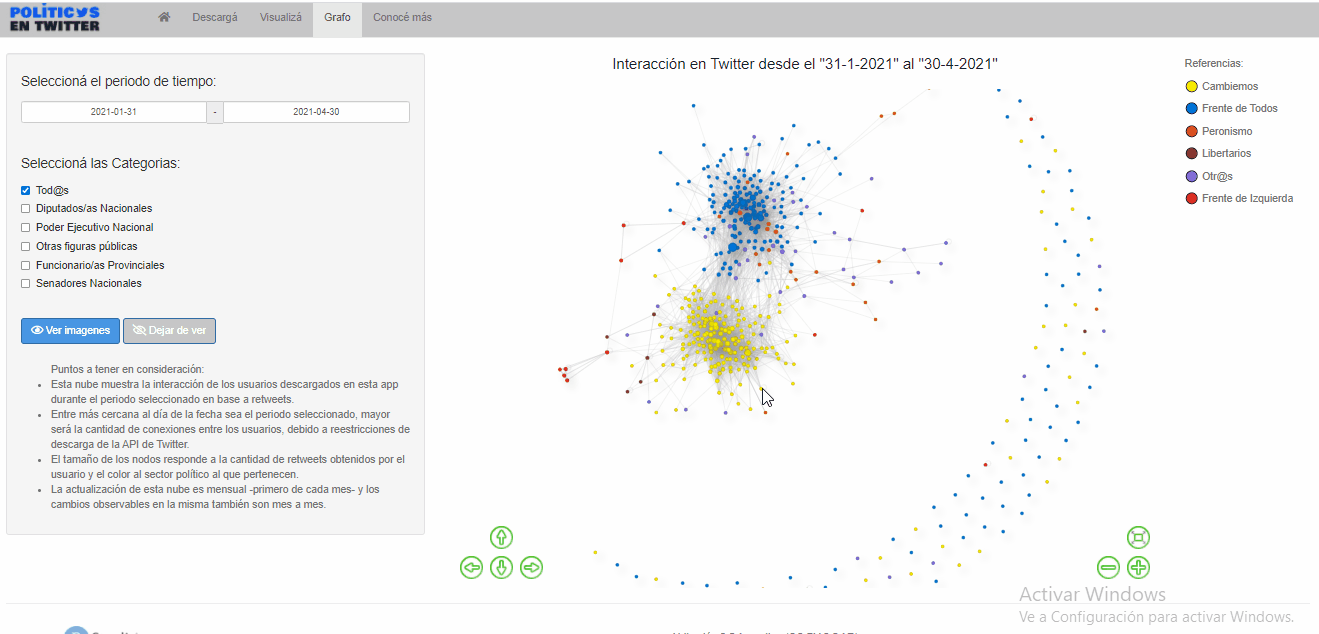 POLÍTICOS
EN TWITTER
Descargá
Visualizá
Grafo
Conocé más
Seleccioná el periodo de tiempo:
2021-01-31
-
2021-04-30
Seleccioná las Categorias:
Tod@s
Diputados/as Nacionales
Poder Ejecutivo Nacional
Otras figuras públicas
Funcionario/as Provinciales
Senadores Nacionales
Ver imagenes
Dejar de ver
Puntos a tener en consideración:
Esta nube muestra la interacción de los usuarios descargados en esta app
durante el periodo seleccionado en base a retweets.
Entre más cercana al día de la fecha sea el periodo seleccionado, mayor
será la cantidad de conexiones entre los usuarios, debido a reestricciones de
descarga de la API de Twitter.
El tamaño de los nodos responde a la cantidad de retweets obtenidos por el
usuario y el color al sector político al que pertenecen.
La actualización de esta nube es mensual -primero de cada mes- y los
cambios observables en la misma también son mes a mes.
Interacción en Twitter desde el "31-1-2021" al "30-4-2021"
Referencias:
Cambiemos
Frente de Todos
Peronismo
Libertarios
Otr@s
Frente de Izquierda
Activar Windows
Ve a Configuración para activar Windows.